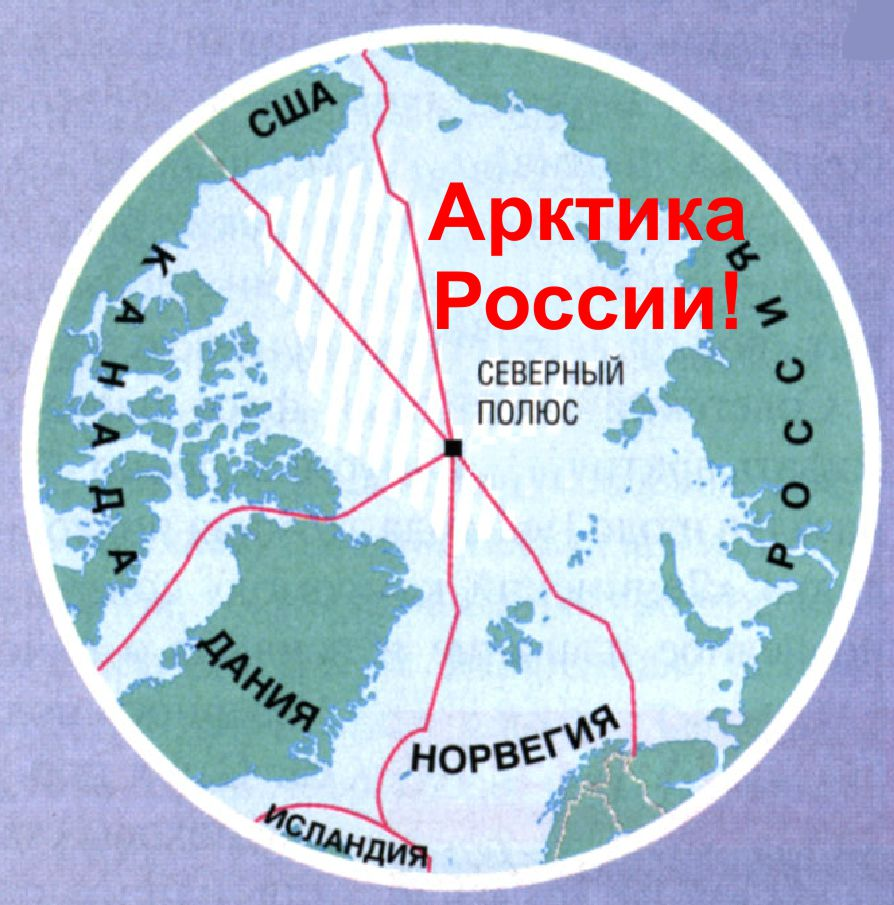 США
Арктика
России!
КАНАДА
РОССИЯ
СЕВЕРНЫЙ
ПОЛЮС
ДАНИЯ
НОРВЕГИЯ
ИСЛАНДИЯ